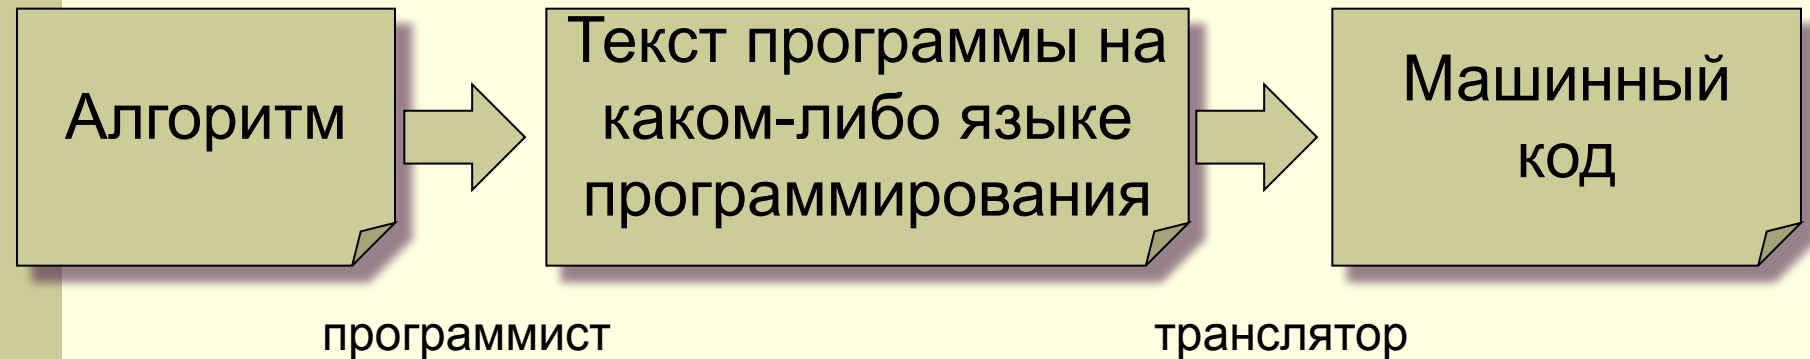 Алгоритм
Текст программы на
каком-либо языке
программирования
Машинный
код
программист
транслятор